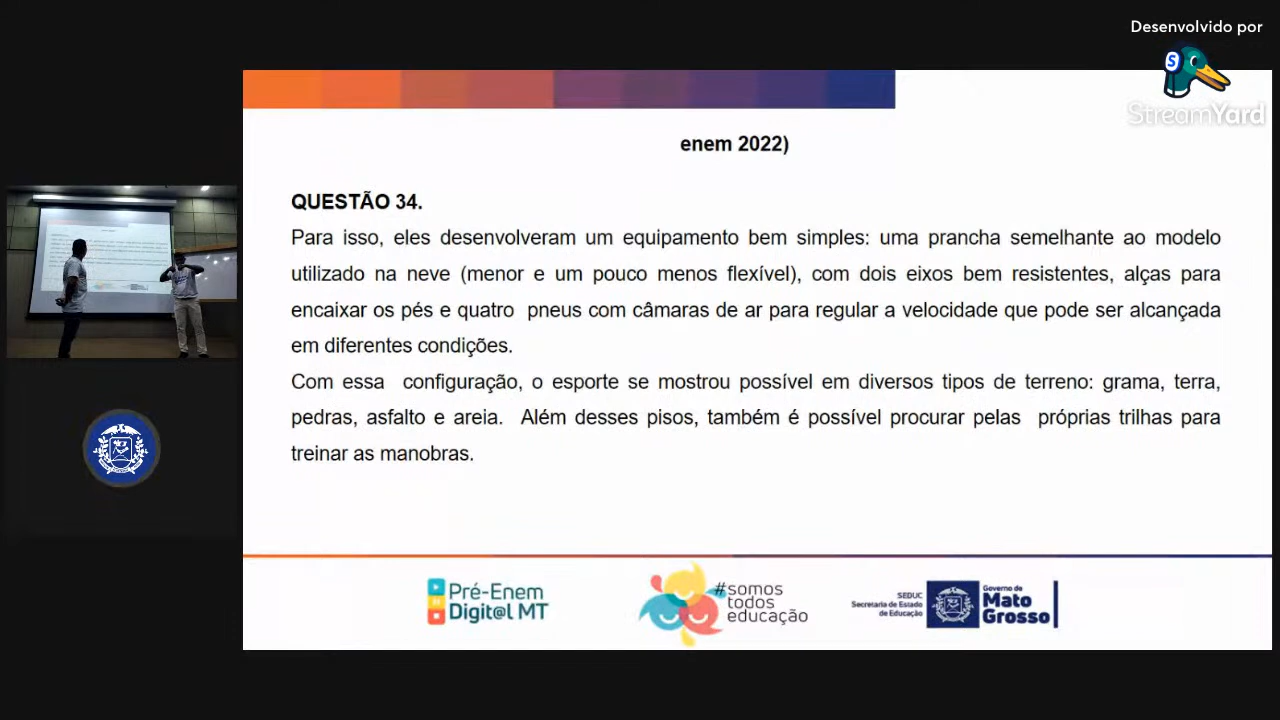 Desenvolvido por
StreamYard
enem 2022)
QUESTÃO 34.
Para isso, eles desenvolveram um equipamento bem simples: uma prancha semelhante ao modelo
utilizado na neve (menor e um pouco menos flexível), com dois eixos bem resistentes, alças para
encaixar os pés e quatro pneus com câmaras de ar para regular a velocidade que pode ser alcançada
em diferentes condições.
Com essa configuração, o esporte se mostrou possível em diversos tipos de terreno: grama, terra,
pedras, asfalto e areia. Além desses pisos, também é possível procurar pelas próprias trilhas para
treinar as manobras.
Pré-Enem
Digit@l MT
#somos
todos
educação
SEDUC
Secretaria de Estado
de Educação
Governo de
Mato
Grosso